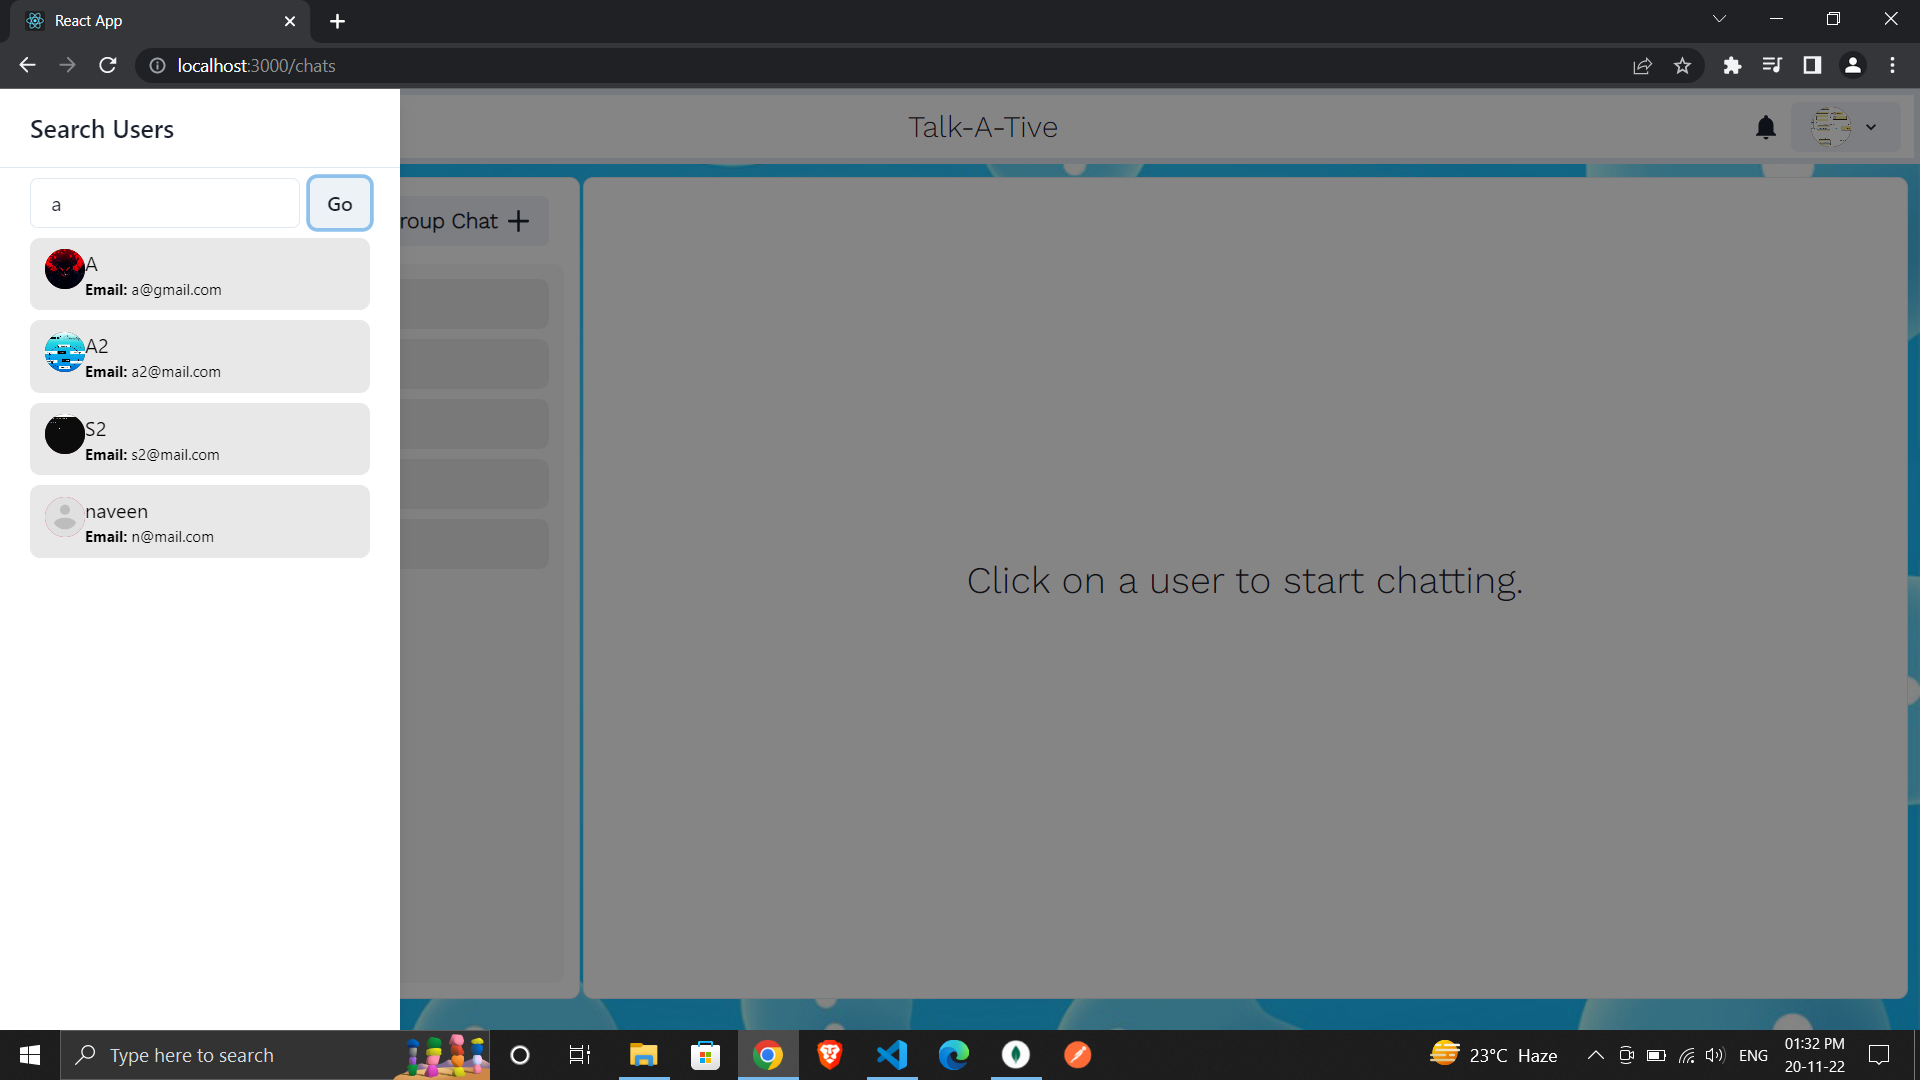 React App
localhost:3000/chats
Search Users
Talk-A-Tive
a
Go
roup Chat
A
Email: a@gmail.com
A2
Email: a2@mail.com
S2
Email: s2@mail.com
naveen
Email: n@mail.com
Click on a user to start chatting.
Type here to search
23°C Haze
ENG
01:32 PM
20-11-22